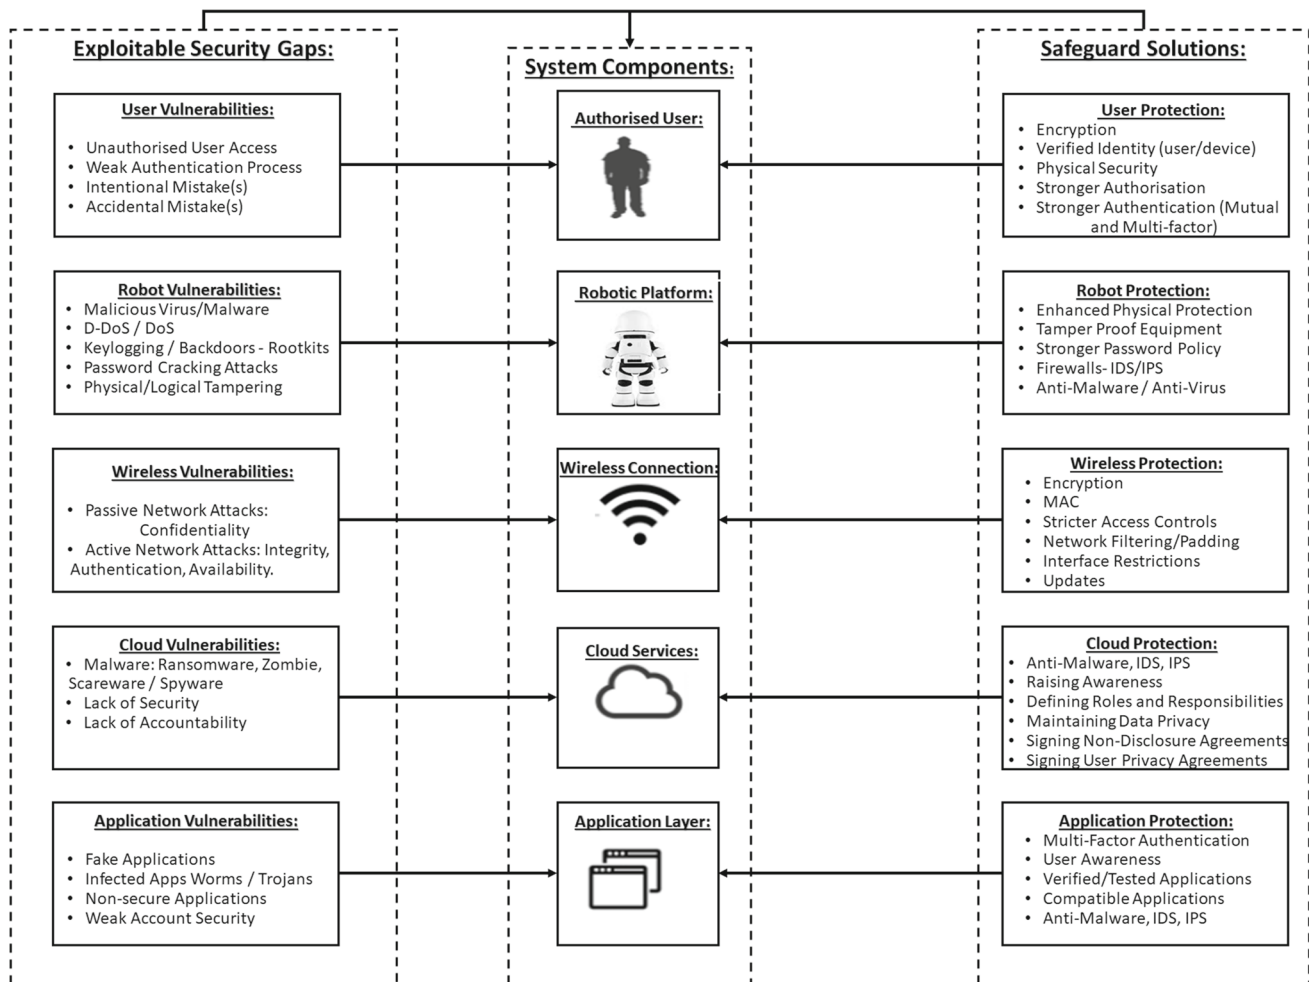 Exploitable Security Gaps:
User Vulnerabilities:
• Unauthorised User Access
• Weak Authentication Process
• Intentional Mistake(s)
• Accidental Mistake(s)
Robot Vulnerabilities:
• Malicious Virus/Malware
• D-DoS / DoS
• Keylogging / Backdoors - Rootkits
• Password Cracking Attacks
• Physical/Logical Tampering
Wireless Vulnerabilities:
• Passive Network Attacks:
Confidentiality
• Active Network Attacks: Integrity,
Authentication, Availability.
Cloud Vulnerabilities:
• Malware: Ransomware, Zombie,
Scareware / Spyware
• Lack of Security
• Lack of Accountability
Application Vulnerabilities:
• Fake Applications
• Infected Apps Worms / Trojans
• Non-secure Applications
• Weak Account Security
System Components:
Authorised User:
Robotic Platform:
Wireless Connection:
Cloud Services:
Application Layer:
Safeguard Solutions:
User Protection:
• Encryption
• Verified Identity (user/device)
• Physical Security
• Stronger Authorisation
• Stronger Authentication (Mutual
and Multi-factor)
Robot Protection:
• Enhanced Physical Protection
• Tamper Proof Equipment
• Stronger Password Policy
• Firewalls- IDS/IPS
• Anti-Malware / Anti-Virus
Wireless Protection:
• Encryption
• MAC
• Stricter Access Controls
• Network Filtering/Padding
• Interface Restrictions
• Updates
Cloud Protection:
• Anti-Malware, IDS, IPS
• Raising Awareness
• Defining Roles and Responsibilities
• Maintaining Data Privacy
• Signing Non-Disclosure Agreements
• Signing User Privacy Agreements
Application Protection:
• Multi-Factor Authentication
• User Awareness
• Verified/Tested Applications
• Compatible Applications
• Anti-Malware, IDS, IPS